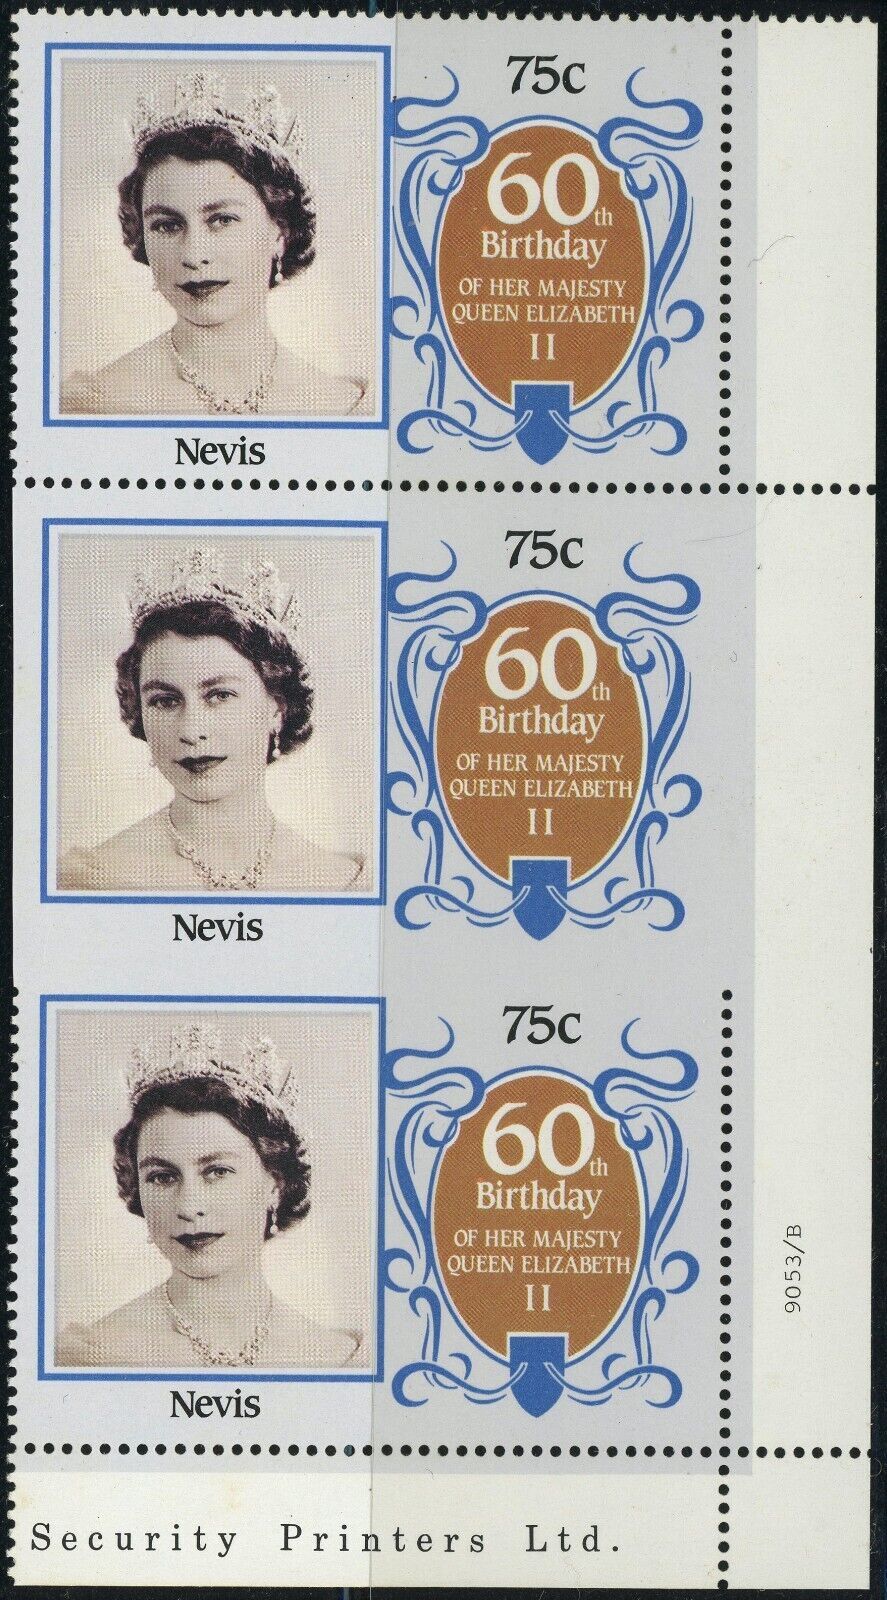 75c
60th
Birthday
OF HER MAJESTY
QUEEN ELIZABETH
II
Nevis
75c
60th
Birthday
OF HER MAJESTY
QUEEN ELIZABETH
II
Nevis
75c
60th
Birthday
OF HER MAJESTY
QUEEN ELIZABETH
II
Nevis
9053/B
Security Printers Ltd.